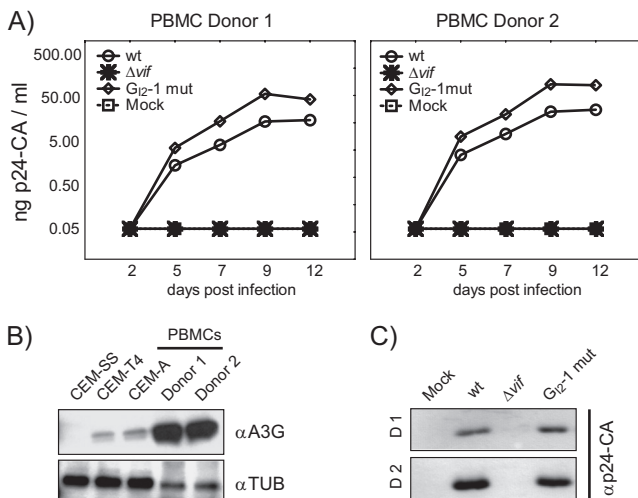 A)
PBMC Donor 1
PBMC Donor 2
ng p24-CA / ml
500.00
50.00
5.00
0.50
0.05
wt
Δvif
GI2-1 mut
Mock
wt
Δvif
GI2-1mut
Mock
2 5 7 9 12
days post infection
2 5 7 9 12
days post infection
B)
PBMCs
CEM-SS
CEM-T4
CEM-A
Donor 1
Donor 2
αA3G
αTUB
C)
Mock
wt
Δvif
GI2-1 mut
D 1
D 2
αp24-CA